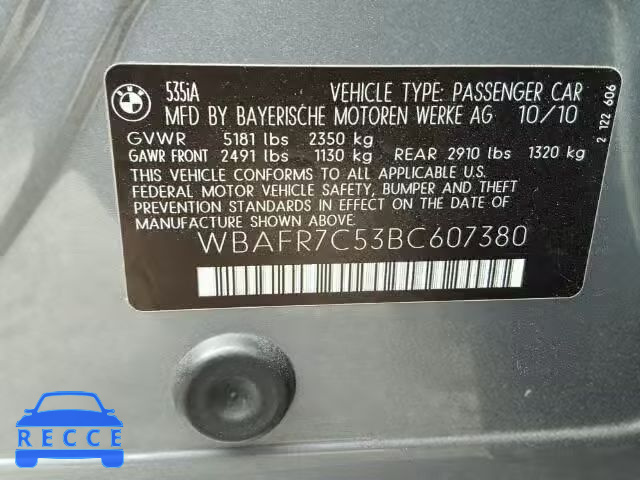 BMW
535iA VEHICLE TYPE: PASSENGER CAR
MFD BY BAYERISCHE MOTOREN WERKE AG 10/10
GVWR 5181 lbs 2350 kg
GAWR FRONT 2491 lbs 1130 kg REAR 2910 lbs 1320 kg
THIS VEHICLE CONFORMS TO ALL APPLICABLE U.S.
FEDERAL MOTOR VEHICLE SAFETY, BUMPER AND THEFT
PREVENTION STANDARDS IN EFFECT ON THE DATE OF
MANUFACTURE SHOWN ABOVE.
WBAFR7C53BC607380
2 122 606
RECCE